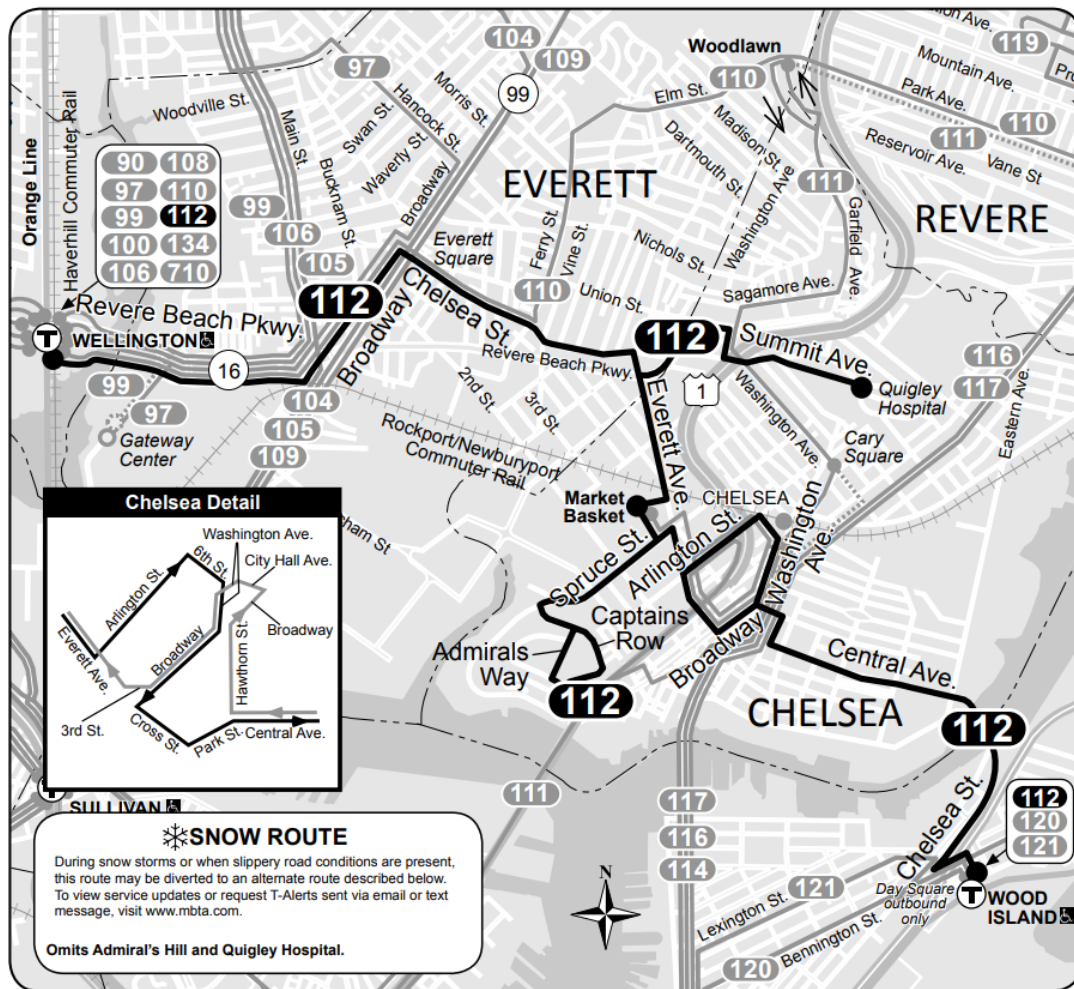 104
109
97
99
Woodlawn
110
119
Mountain Ave.
Park Ave.
110
111
Reservoir Ave.
Vane St
Woodville St.
Main St.
Swan St.
Hancock St.
Morris St.
Waverly St.
Buckham St.
Broadway
Elm St.
Madison St.
Dartmouth St.
Washington Ave
111
Garfield Ave.
EVERETT
REVERE
Orange Line
Haverhill Commuter Rail
90 108
97 110
99 112
100 134
106 710
99
106
105
Everett
Square
Ferry St.
Vine St.
110
Nichols St.
Union St.
Sagamore Ave.
Revere Beach Pkwy.
T
WELLINGTON
112
Broadway
Chelsea St.
Revere Beach Pkwy.
112
Summit Ave.
116
117
Eastern Ave.
16
99
97
Gateway
Center
104
105
109
2nd St.
3rd St.
1
Everett Ave.
Washington Ave.
Quigley
Hospital
Cary
Square
Rockport/Newburyport
Commuter Rail
Market
Basket
CHELSEA
Spruce St.
Arlington St.
Washington
Ave.
Captains
Row
Admirals
Way
Broadway
112
Central Ave.
CHELSEA
112
Chelsea St.
Chelsea Detail
Washington Ave.
6th St.
City Hall Ave.
Arlington St.
Broadway
Broadway
Everett Ave.
Hawthorn St.
3rd St.
Cross St.
Park St.
Central Ave.
cham St
T
SULLIVAN
111
117
116
114
112
120
121
121
Day Square
outbound
only
T
WOOD
ISLAND
Lexington St.
Bennington St.
120
N
SNOW ROUTE
During snow storms or when slippery road conditions are present,
this route may be diverted to an alternate route described below.
To view service updates or request T-Alerts sent via email or text
message, visit www.mbta.com.
Omits Admiral's Hill and Quigley Hospital.